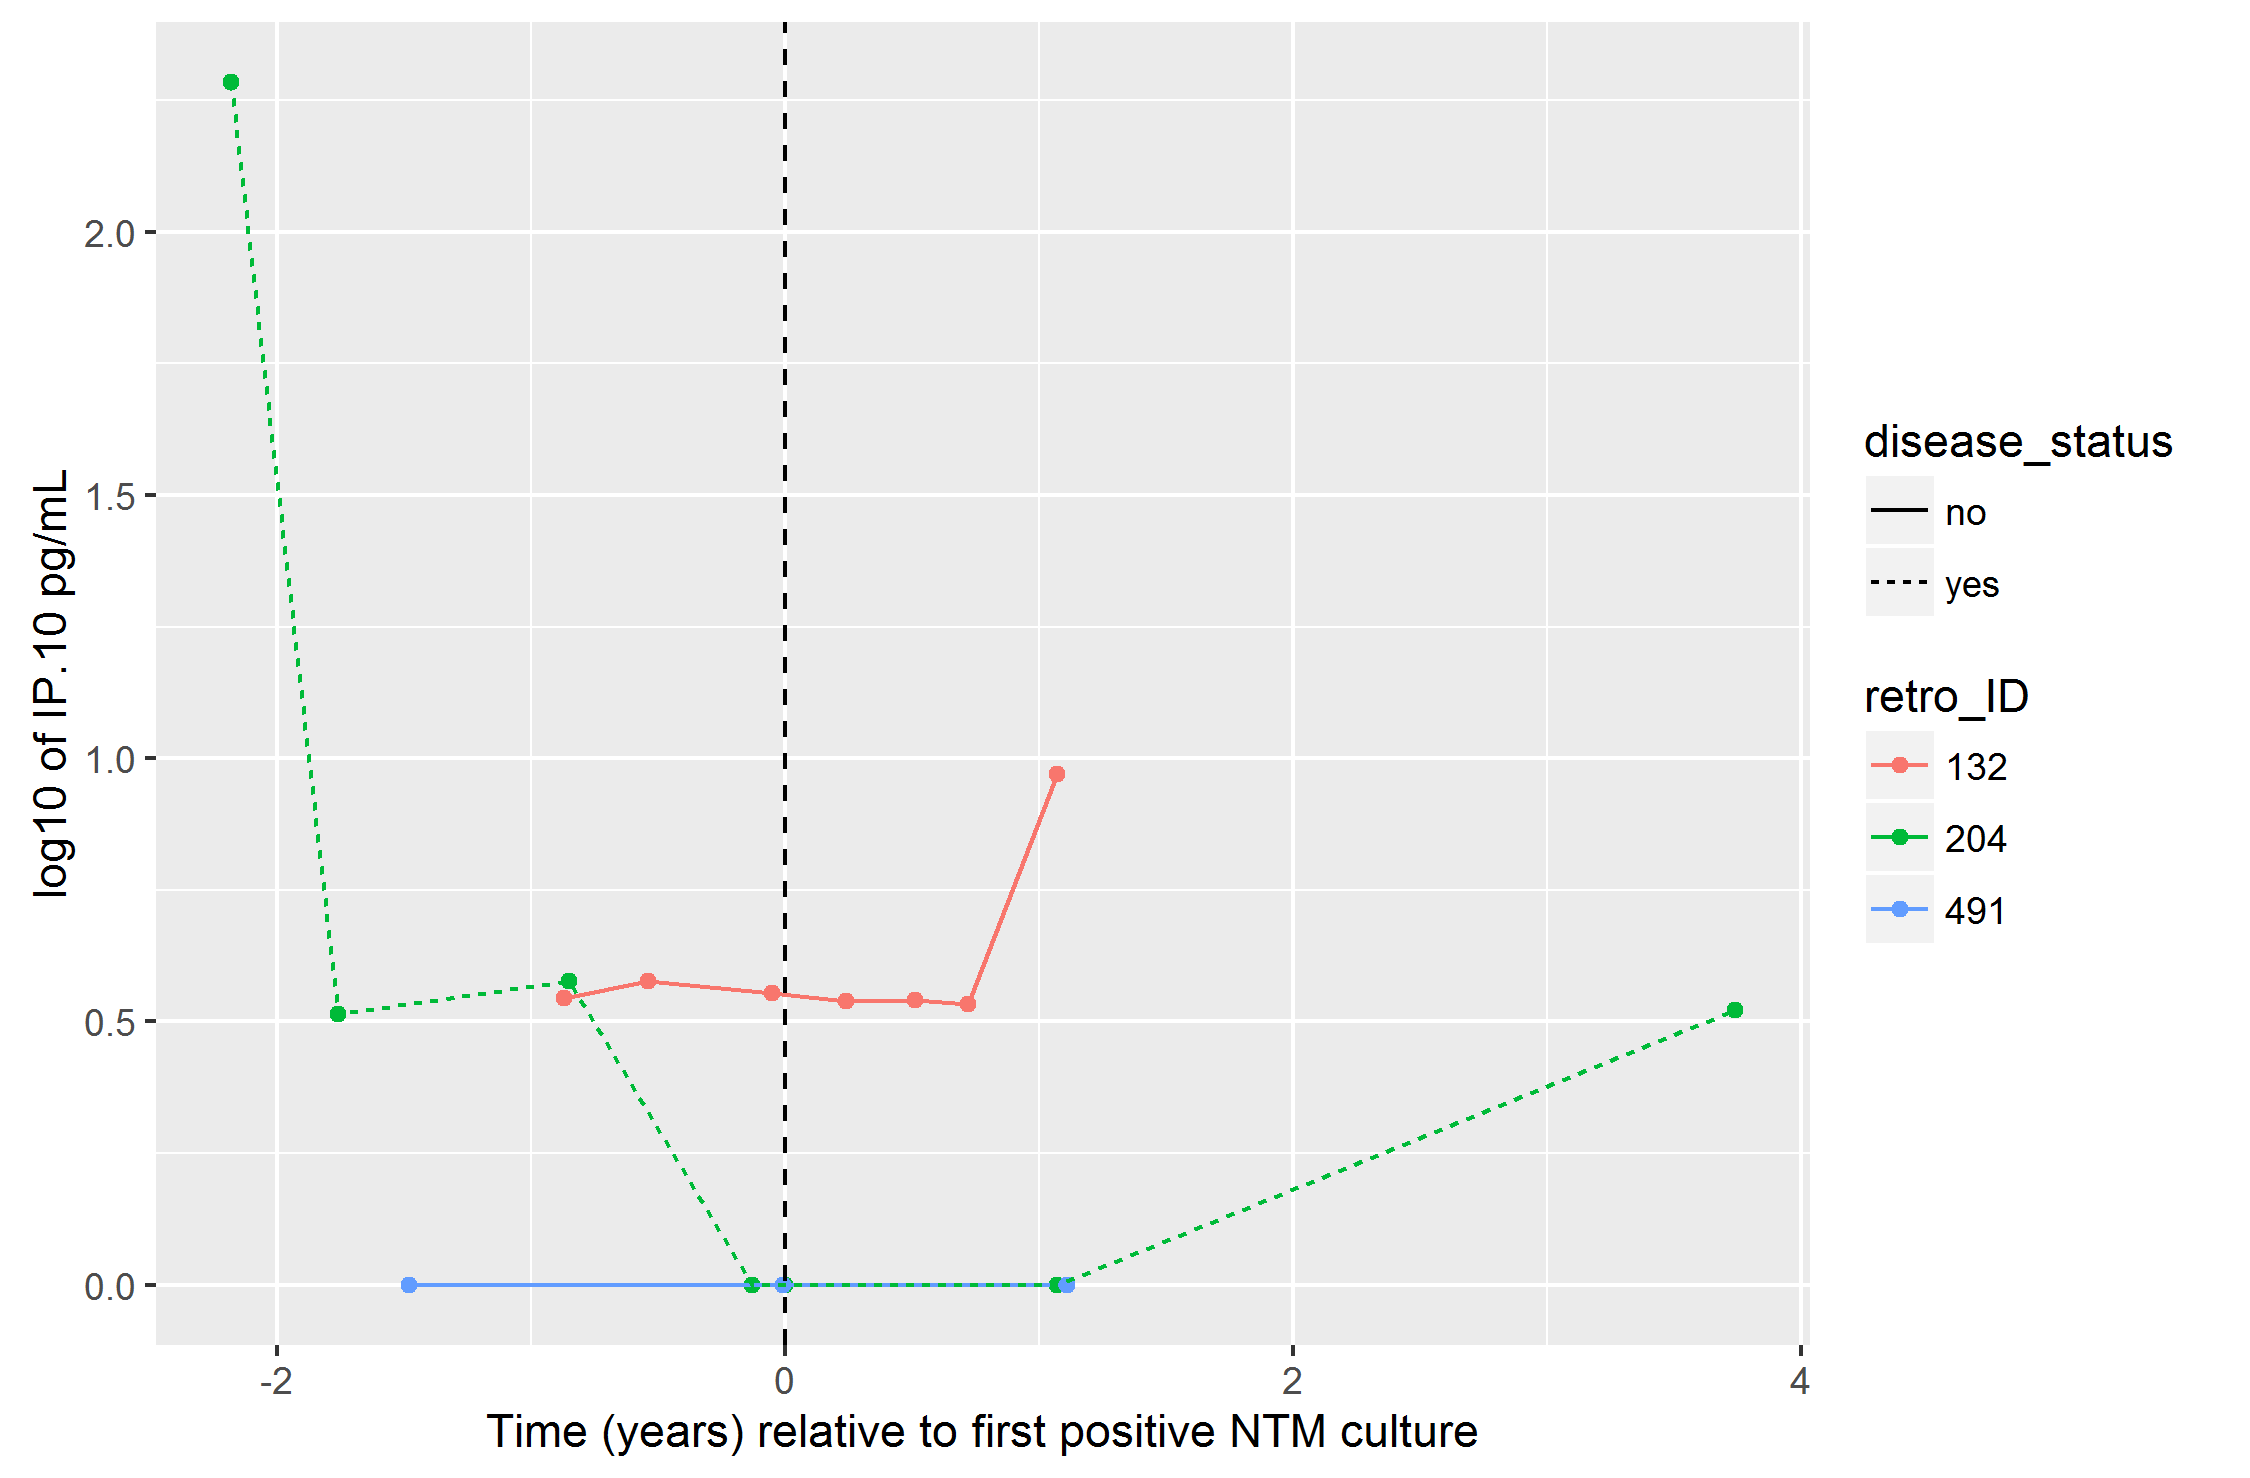 log10 of IP.10 pg/mL
2.0
1.5
1.0
0.5
0.0
-2
0
2
4
Time (years) relative to first positive NTM culture
disease_status
no
yes
retro_ID
132
204
491